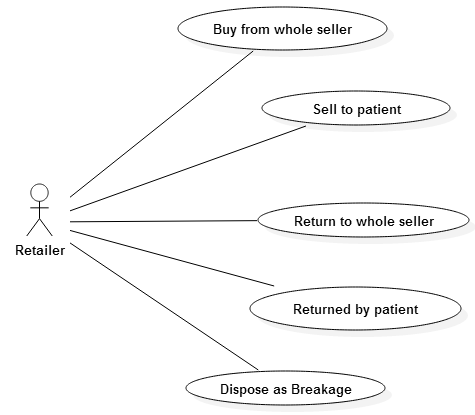 Buy from whole seller
Sell to patient
Return to whole seller
Retailer
Returned by patient
Dispose as Breakage